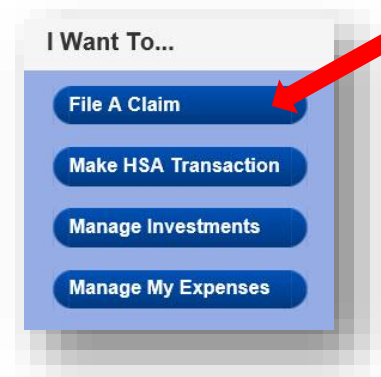 I Want To...
File A Claim
Make HSA Transaction
Manage Investments
Manage My Expenses